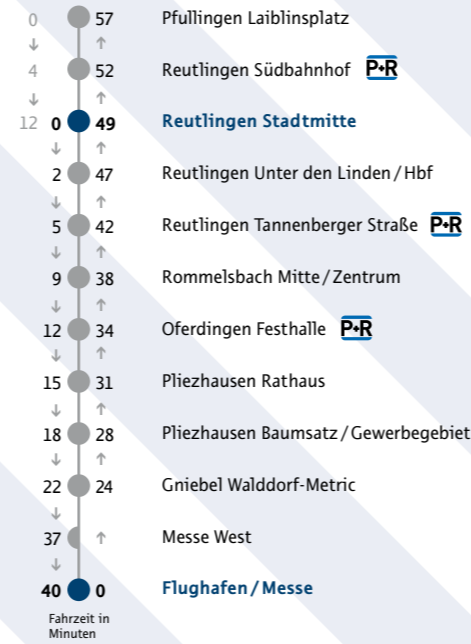 0 57 Pfullingen Laiblinsplatz
↓ ↑
4 52 Reutlingen Südbahnhof P+R
↓ ↑
12 0 49 Reutlingen Stadtmitte
↓ ↑
2 47 Reutlingen Unter den Linden / Hbf
↓ ↑
5 42 Reutlingen Tannenberger Straße P+R
↓ ↑
9 38 Rommelsbach Mitte / Zentrum
↓ ↑
12 34 Oferdingen Festhalle P+R
↓ ↑
15 31 Pliezhausen Rathaus
↓ ↑
18 28 Pliezhausen Baumsatz / Gewerbegebiet
↓ ↑
22 24 Gniebel Walddorf-Metric
↓
37 ↑ Messe West
↓
40 0 Flughafen / Messe
Fahrzeit in
Minuten